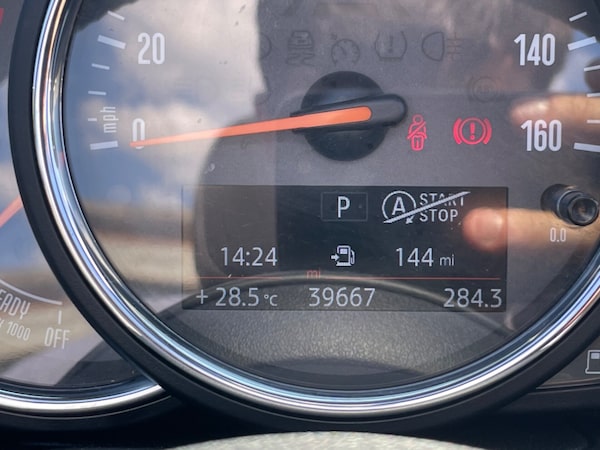 20
140
mph
0
160
P
A START
STOP
14:24
144 mi
mi
+ 28.5 °C
39667
284.3
0.0
READY
OFF
1000